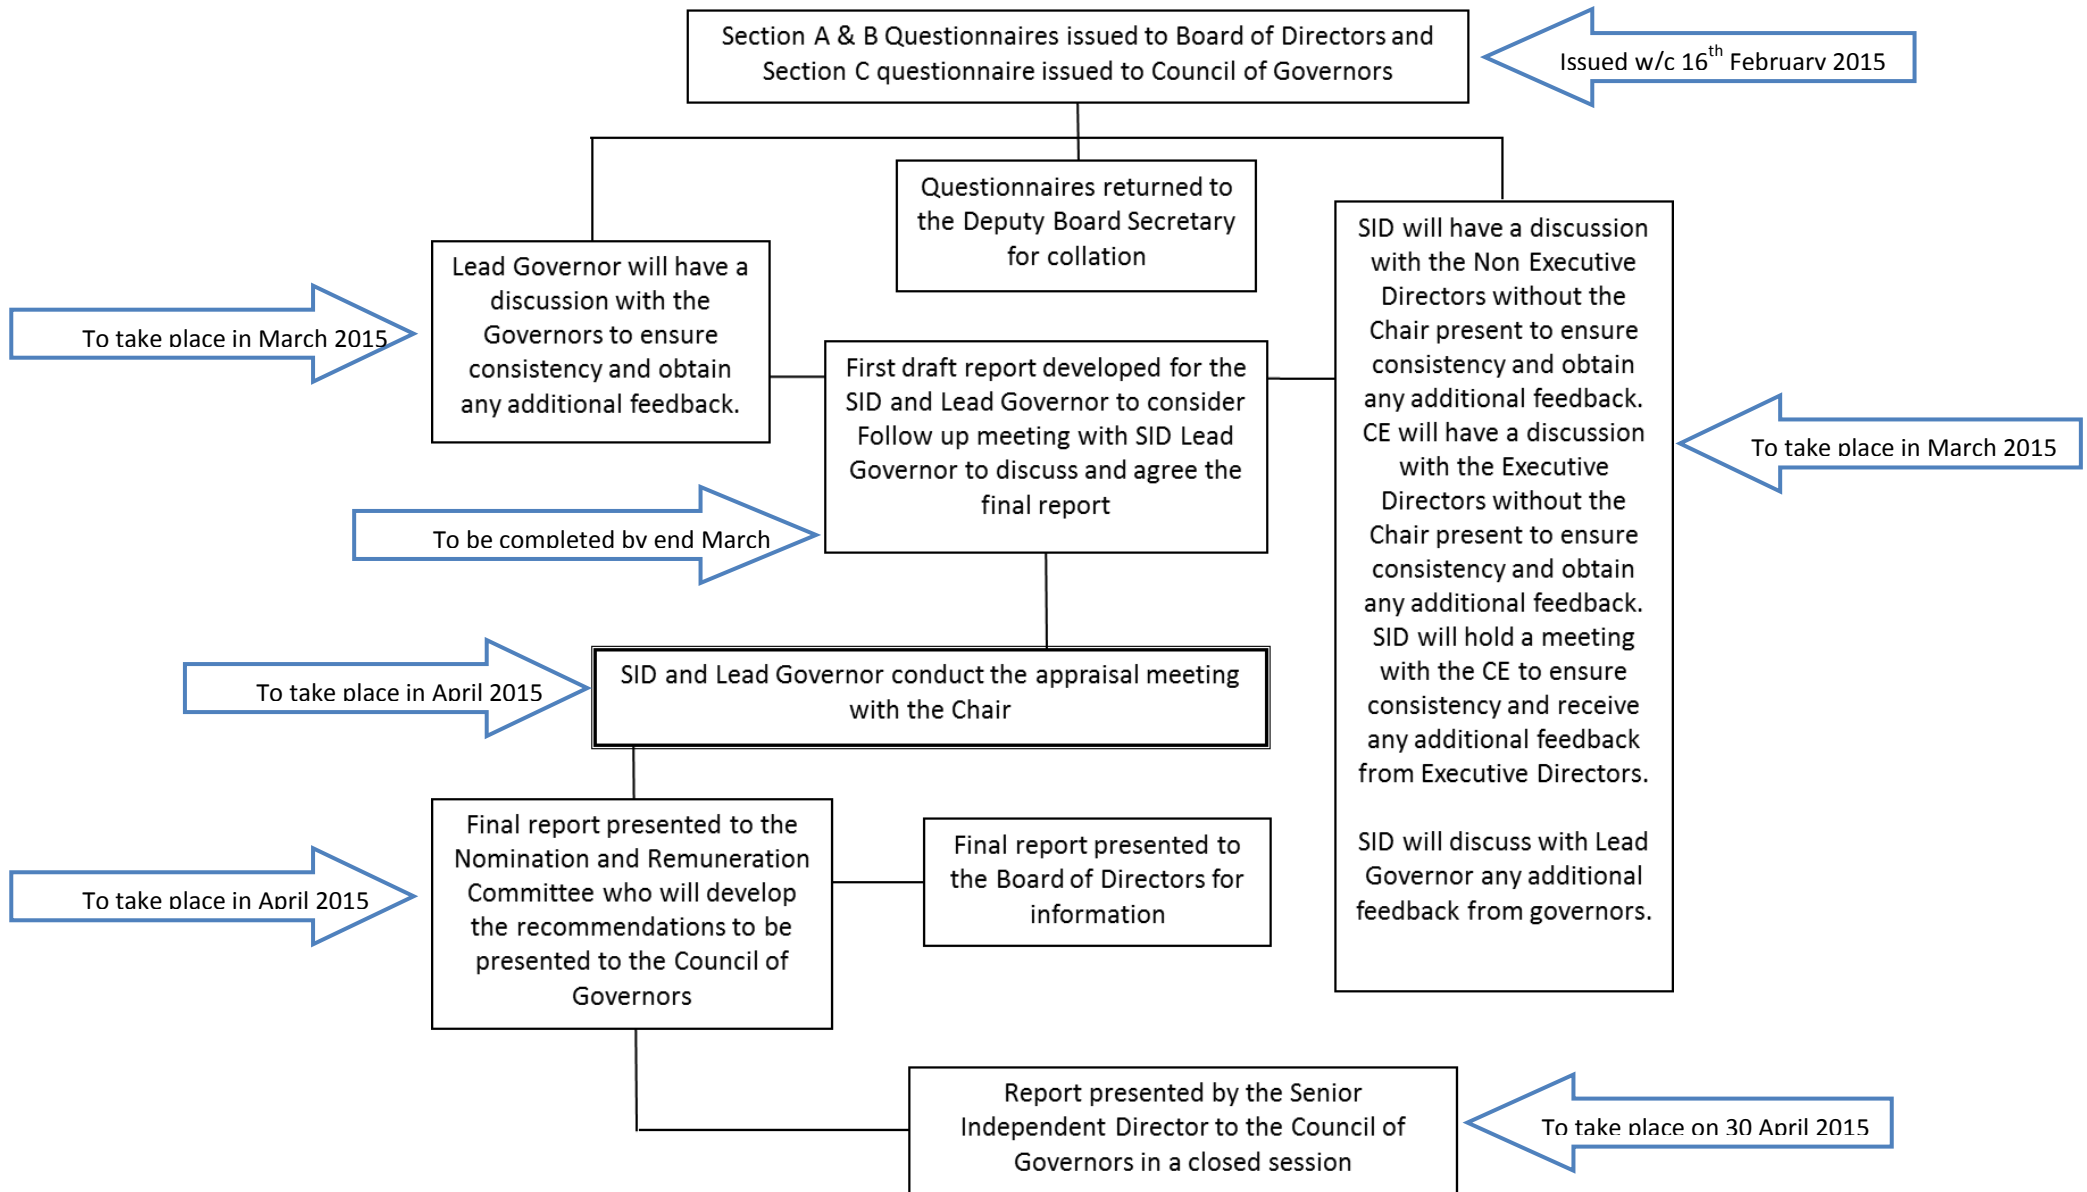 Section A & B Questionnaires issued to Board of Directors and
Section C questionnaire issued to Council of Governors
Issued w/c 16th February 2015
Questionnaires returned to
the Deputy Board Secretary
for collation
Lead Governor will have a
discussion with the
Governors to ensure
consistency and obtain
any additional feedback.
To take place in March 2015
SID will have a discussion
with the Non Executive
Directors without the
Chair present to ensure
consistency and obtain
any additional feedback.
CE will have a discussion
with the Executive
Directors without the
Chair present to ensure
consistency and obtain
any additional feedback.
SID will hold a meeting
with the CE to ensure
consistency and receive
any additional feedback
from Executive Directors.
SID will discuss with Lead
Governor any additional
feedback from governors.
To take place in March 2015
First draft report developed for the
SID and Lead Governor to consider
Follow up meeting with SID Lead
Governor to discuss and agree the
final report
To be completed by end March
SID and Lead Governor conduct the appraisal meeting
with the Chair
To take place in April 2015
Final report presented to the
Nomination and Remuneration
Committee who will develop
the recommendations to be
presented to the Council of
Governors
To take place in April 2015
Final report presented to
the Board of Directors for
information
Report presented by the Senior
Independent Director to the Council of
Governors in a closed session
To take place on 30 April 2015